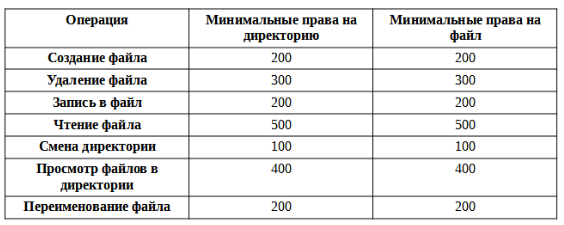 Операция Минимальные права на директорию Минимальные права на файл
Создание файла 200 200
Удаление файла 300 300
Запись в файл 200 200
Чтение файла 500 500
Смена директории 100 100
Просмотр файлов в директории 400 400
Переименование файла 200 200